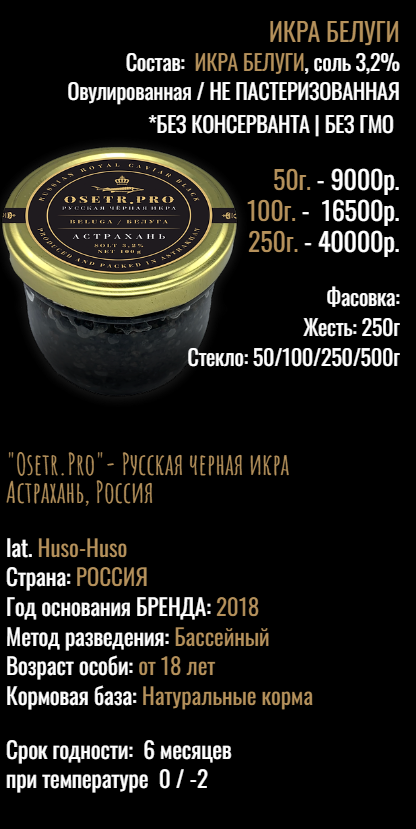 ИКРА БЕЛУГИ
Состав: ИКРА БЕЛУГИ, соль 3,2%
Овулированная / НЕ ПАСТЕРИЗОВАННАЯ
*БЕЗ КОНСЕРВАНТА | БЕЗ ГМО
RUSSIAN ROYAL CAVIAR BLACK
OSETR.PRO
РУССКАЯ ЧЁРНАЯ ИКРА
BELUGA / БЕЛУГА
АСТРАХАНЬ
SOLT 3,2%
NET 100g
PRODUCED AND PACKED IN ASTRAKHAN
50г. - 9000р.
100г. - 16500р.
250г. - 40000р.
Фасовка:
Жесть: 250г
Стекло: 50/100/250/500г
"Osetr.Pro"- Русская черная икра
Астрахань, Россия
lat. Huso-Huso
Страна: РОССИЯ
Год основания БРЕНДА: 2018
Метод разведения: Бассейный
Возраст особи: от 18 лет
Кормовая база: Натуральные корма
Срок годности: 6 месяцев
при температуре 0 / -2